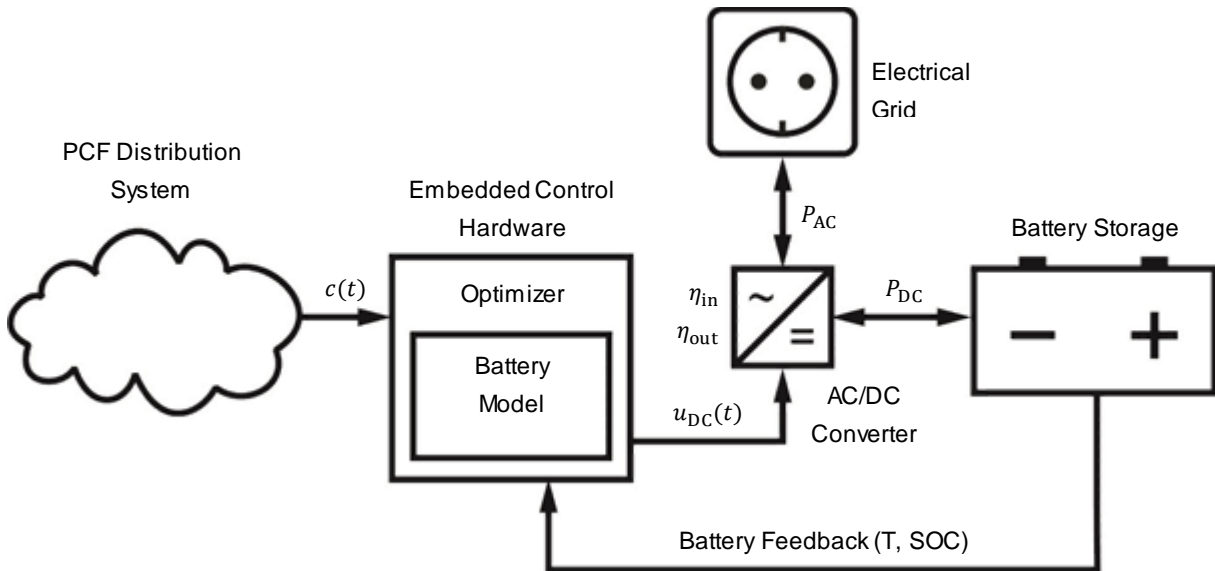 Electrical
Grid
PCF Distribution
System
Embedded Control
Hardware
P_AC
Battery Storage
c(t)
Optimizer
η_in
η_out
~
=
P_DC
− +
Battery
Model
u_DC(t)
AC/DC
Converter
Battery Feedback (T, SOC)